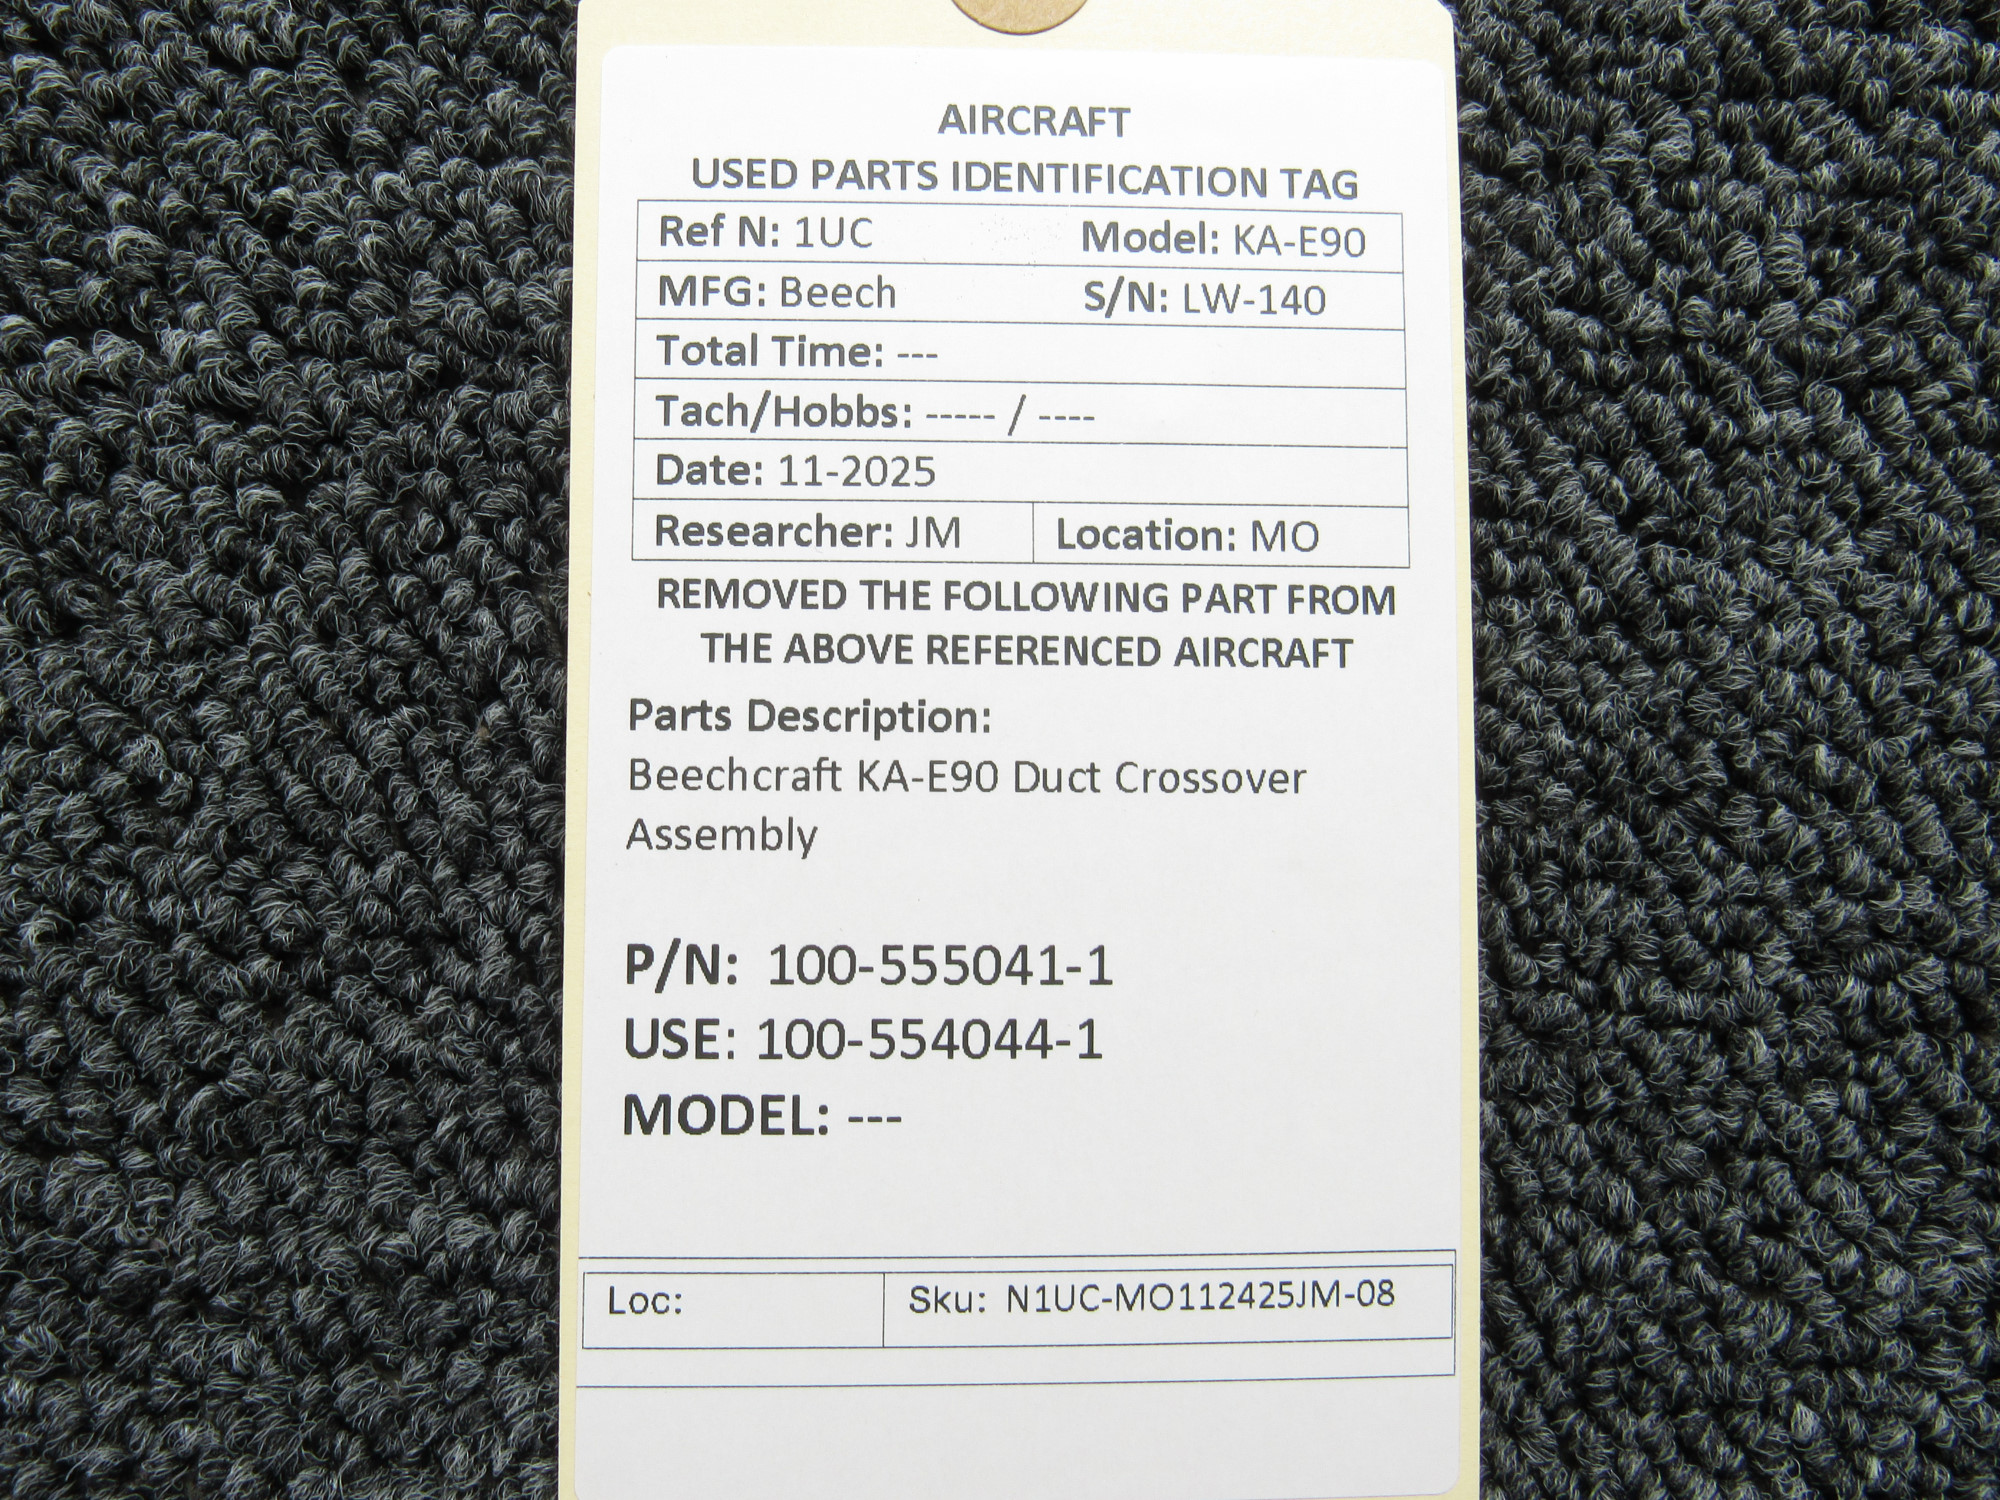 AIRCRAFT
USED PARTS IDENTIFICATION TAG
Ref N: 1UC Model: KA-E90
MFG: Beech S/N: LW-140
Total Time: ---
Tach/Hobbs: ----- / ----
Date: 11-2025
Researcher: JM Location: MO
REMOVED THE FOLLOWING PART FROM
THE ABOVE REFERENCED AIRCRAFT
Parts Description:
Beechcraft KA-E90 Duct Crossover
Assembly
P/N: 100-555041-1
USE: 100-554044-1
MODEL: ---
Loc: Sku: N1UC-MO112425JM-08